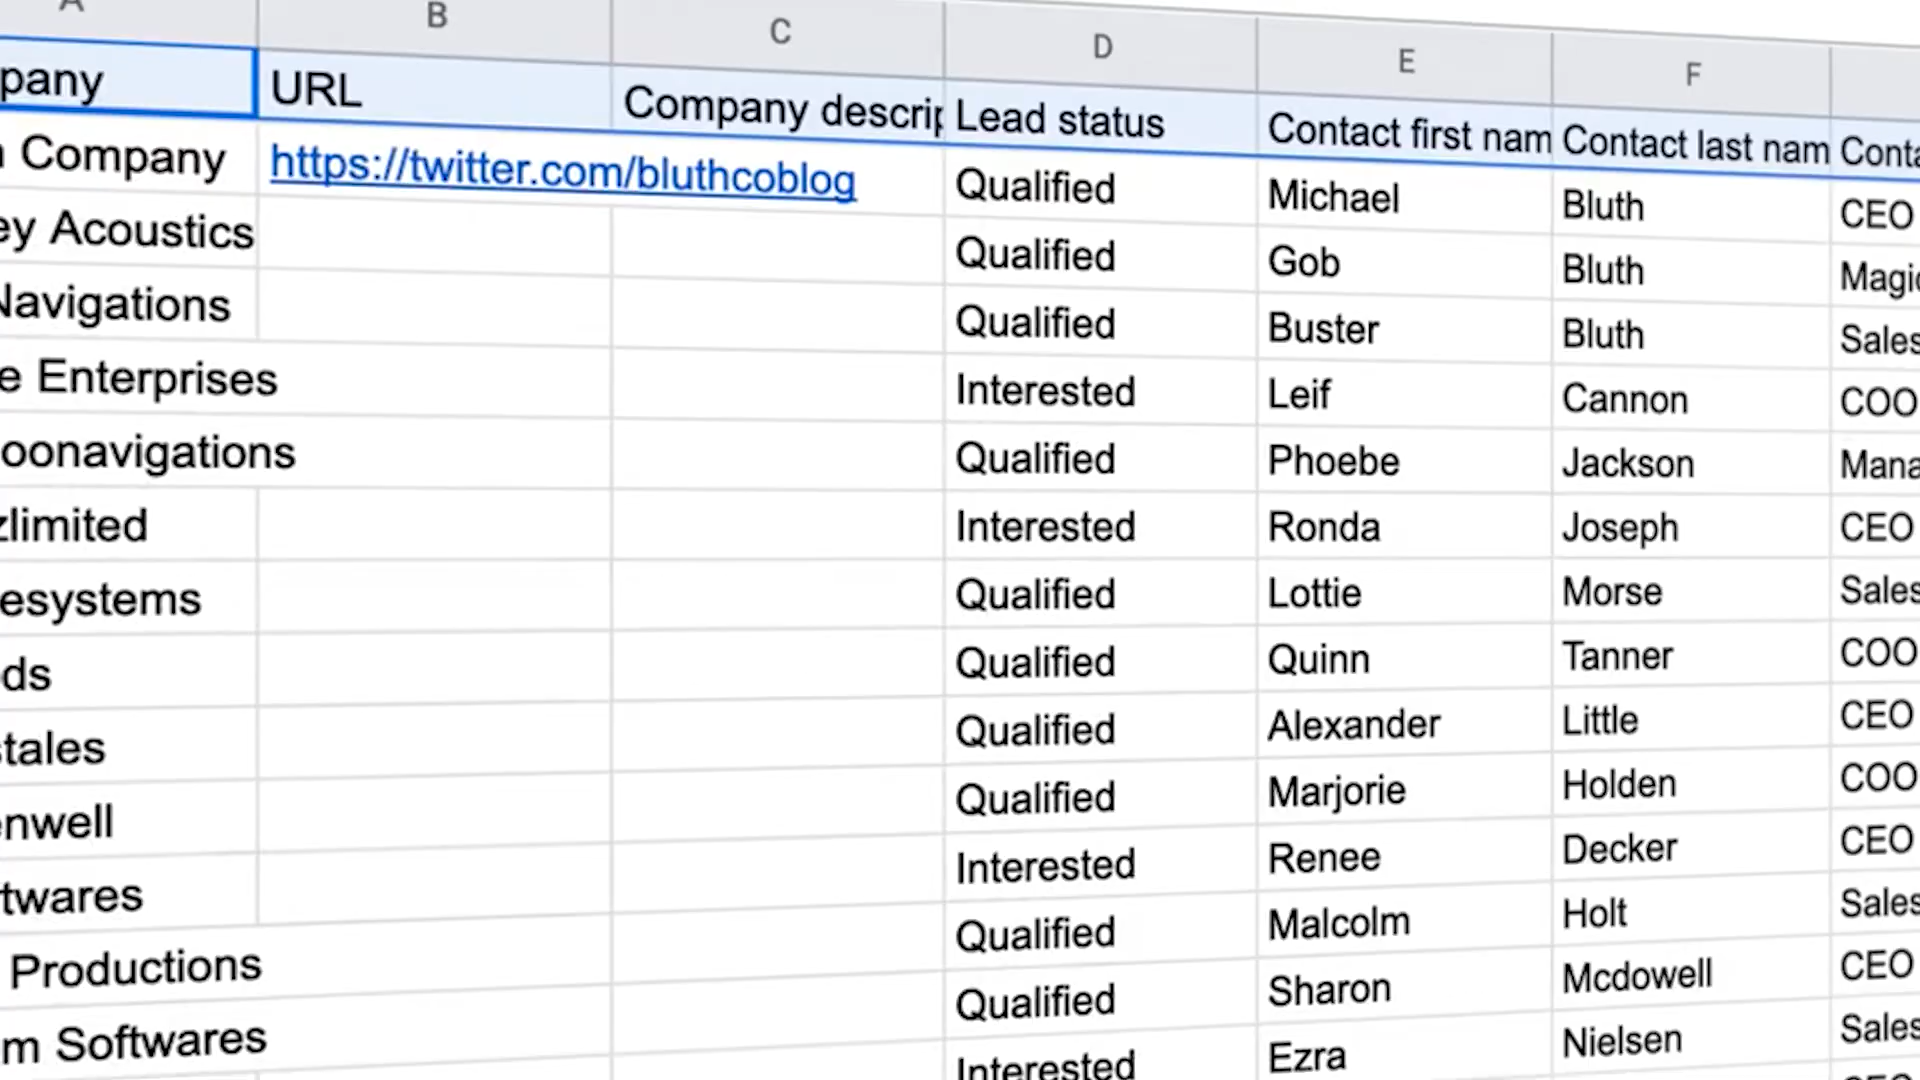 A B C D E F
pany URL Company descrip Lead status Contact first nam Contact last nam Conta
Company https://twitter.com/bluthcoblog Qualified Michael Bluth CEO
ey Acoustics Qualified Gob Bluth Magic
Navigations Qualified Buster Bluth Sales
e Enterprises Interested Leif Cannon COO
oonavigations Qualified Phoebe Jackson Mana
zlimited Interested Ronda Joseph CEO
esystems Qualified Lottie Morse Sales
ds Qualified Quinn Tanner COO
tales Qualified Alexander Little CEO
enwell Qualified Marjorie Holden COO
twares Interested Renee Decker CEO
Productions Qualified Malcolm Holt Sales
m Softwares Qualified Sharon Mcdowell CEO
Interested Ezra Nielsen Sales